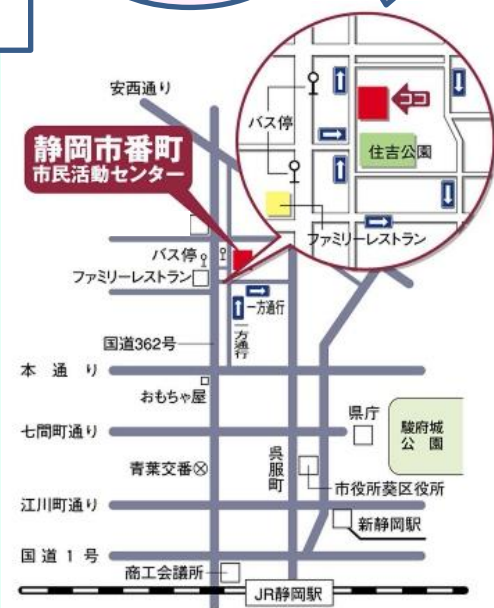 安西通り
静岡市番町
市民活動センター
バス停
ココ
住吉公園
ファミリーレストラン
バス停
ファミリーレストラン
一方通行
一方通行
国道362号
本通り
おもちゃ屋
七間町通り
県庁
駿府城
公園
呉服町
青葉交番
市役所葵区役所
江川町通り
新静岡駅
国道1号
商工会議所
JR静岡駅